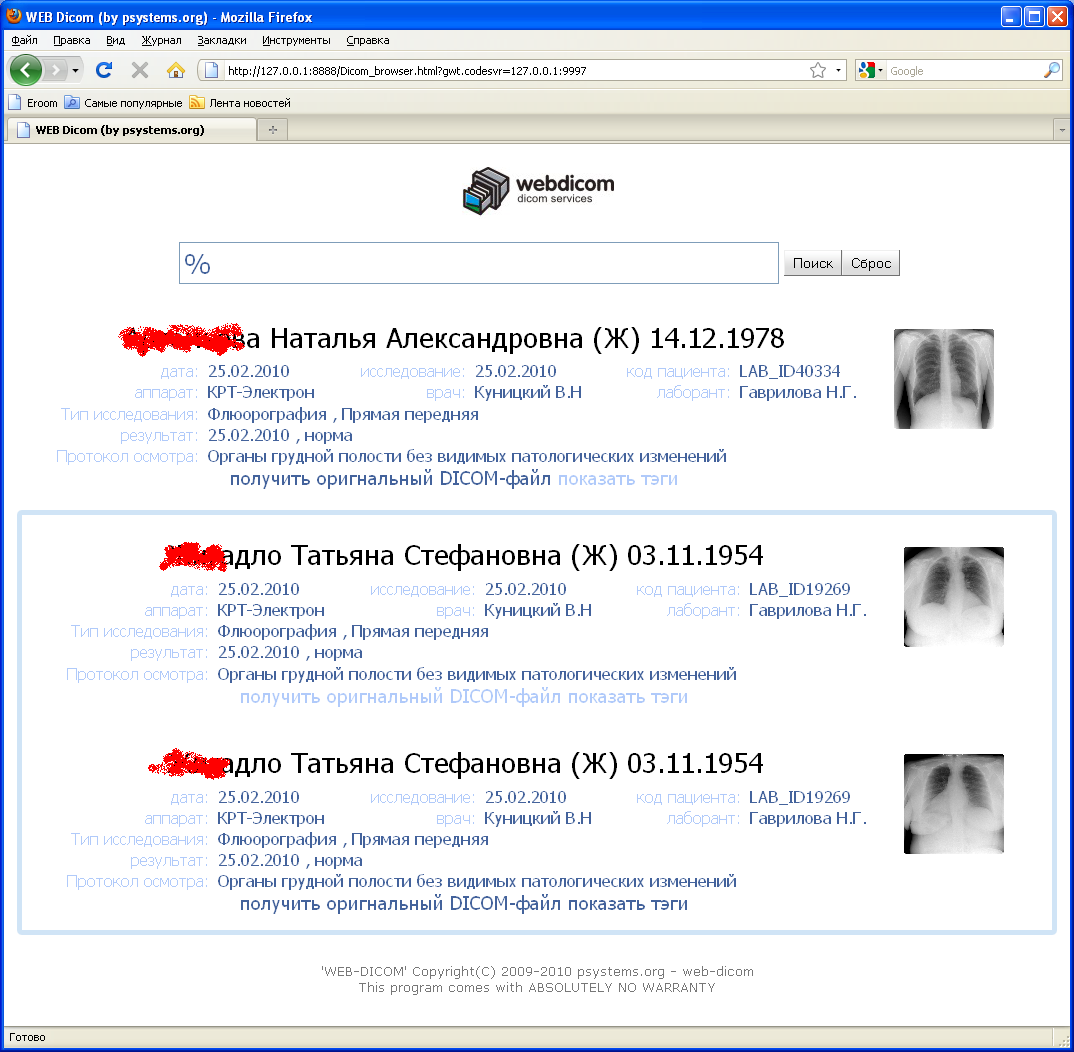 WEB Dicom (by psystems.org) - Mozilla Firefox
Файл Правка Вид Журнал Закладки Инструменты Справка
http://127.0.0.1:8888/Dicom_browser.html?gwt.codesvr=127.0.0.1:9997 Google
Eroom Самые популярные Лента новостей
WEB Dicom (by psystems.org)
webdicom
dicom services
% Поиск Сброс
Наталья Александровна (Ж) 14.12.1978
дата: 25.02.2010 исследование: 25.02.2010 код пациента: LAB_ID40334
аппарат: КРТ-Электрон врач: Куницкий В.Н лаборант: Гаврилова Н.Г.
Тип исследования: Флюорография , Прямая передняя
результат: 25.02.2010 , норма
Протокол осмотра: Органы грудной полости без видимых патологических изменений
получить оригнальный DICOM-файл показать тэги
Татьяна Стефановна (Ж) 03.11.1954
дата: 25.02.2010 исследование: 25.02.2010 код пациента: LAB_ID19269
аппарат: КРТ-Электрон врач: Куницкий В.Н лаборант: Гаврилова Н.Г.
Тип исследования: Флюорография , Прямая передняя
результат: 25.02.2010 , норма
Протокол осмотра: Органы грудной полости без видимых патологических изменений
получить оригнальный DICOM-файл показать тэги
Татьяна Стефановна (Ж) 03.11.1954
дата: 25.02.2010 исследование: 25.02.2010 код пациента: LAB_ID19269
аппарат: КРТ-Электрон врач: Куницкий В.Н лаборант: Гаврилова Н.Г.
Тип исследования: Флюорография , Прямая передняя
результат: 25.02.2010 , норма
Протокол осмотра: Органы грудной полости без видимых патологических изменений
получить оригнальный DICOM-файл показать тэги
'WEB-DICOM' Copyright(C) 2009-2010 psystems.org - web-dicom
This program comes with ABSOLUTELY NO WARRANTY
Готово